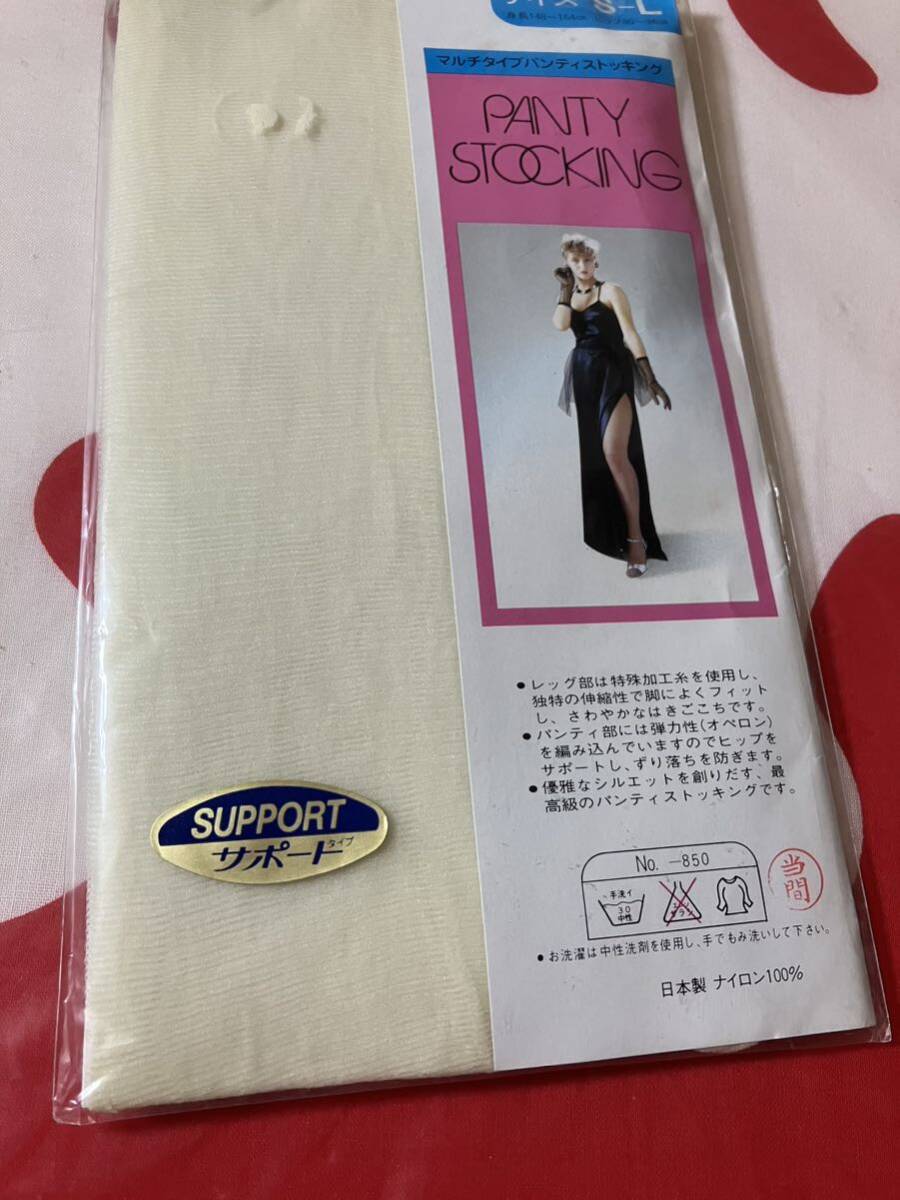 サイズ S-L
マルチタイプパンティストッキング
PANTY
STOCKING
●レッグ部は特殊加工糸を使用し、
独特の伸縮性で脚によくフィット
し、さわやかなはきごこちです。
●パンティ部には弾力性(オペロン)
を編み込んでいますのでヒップを
サポートし、ずり落ちを防ぎます。
●優雅なシルエットを創りだす、最
高級のパンティストッキングです。
SUPPORT
サポートタイプ
No. -850
手洗イ
30
中性
当間
●お洗濯は中性洗剤を使用し、手でもみ洗いして下さい。
日本製 ナイロン100%